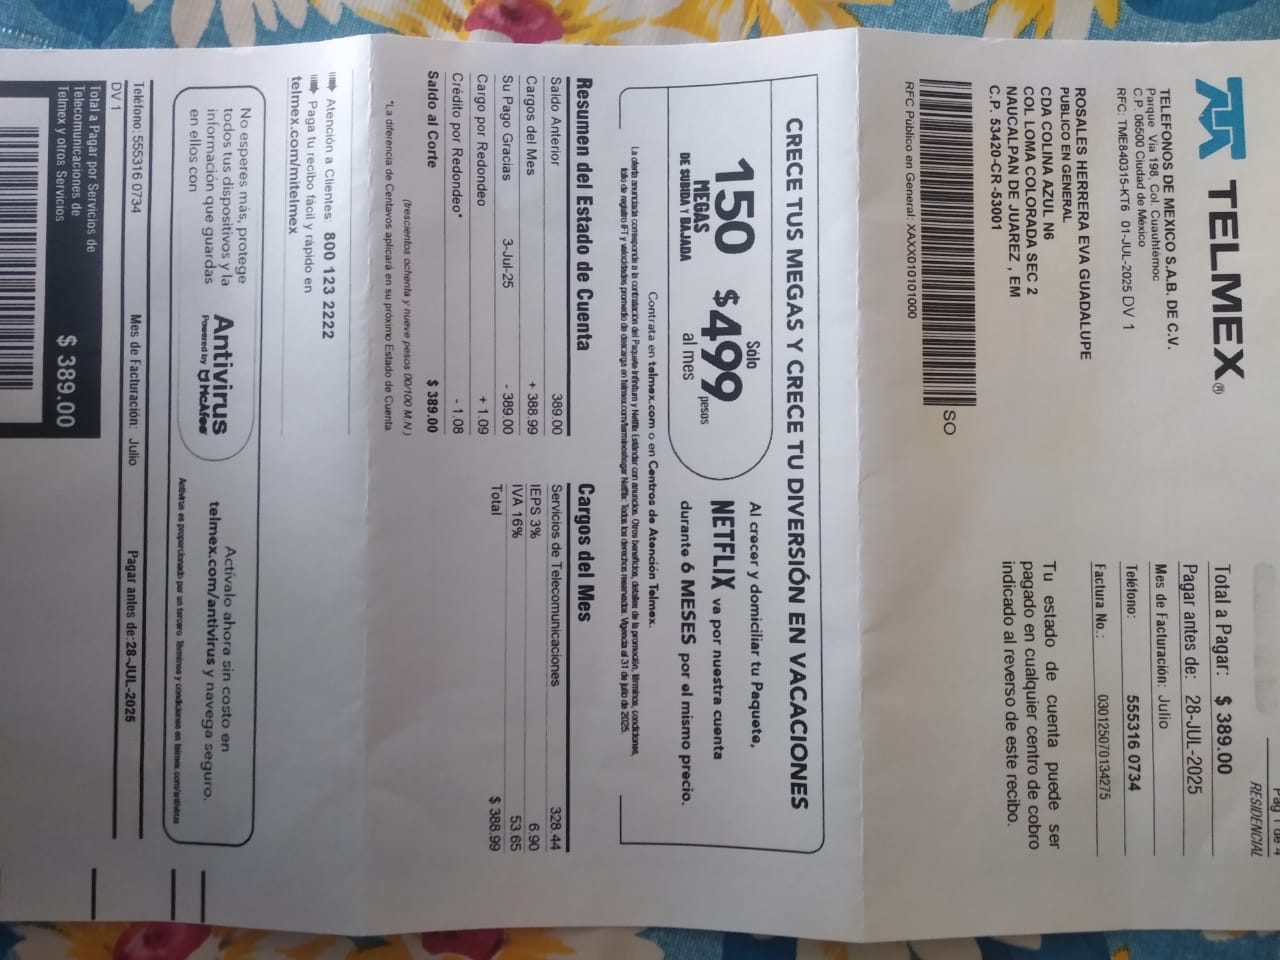 Pag 1 de 4
RESIDENCIAL
TELMEX®
TELEFONOS DE MEXICO S.A.B. DE C.V.
Parque Vía 198, Col. Cuauhtémoc
C.P. 06500 Ciudad de México
RFC: TME840315-KT6 01-JUL-2025 DV 1
ROSALES HERRERA EVA GUADALUPE
PUBLICO EN GENERAL
CDA COLINA AZUL N6
COL LOMA COLORADA SEC 2
NAUCALPAN DE JUAREZ , EM
C.P. 53420-CR -5301
SO
RFC Público en General: XAXX010101000
Total a Pagar: $ 389.00
Pagar antes de: 28-JUL-2025
Mes de Facturación: Julio
Teléfono: 555316 0734
Factura No.: 030125070134275
Tu estado de cuenta puede ser
pagado en cualquier centro de cobro
indicado al reverso de este recibo.
CRECE TUS MEGAS Y CRECE TU DIVERSIÓN EN VACACIONES
150 MEGAS
DE SUBIDA Y BAJADA
Sólo
$499 pesos
al mes
Al crecer y domiciliar tu Paquete,
NETFLIX va por nuestra cuenta
durante 6 MESES por el mismo precio.
Contrata en telmex.com o en Centros de Atención Telmex.
Resumen del Estado de Cuenta
Saldo Anterior 389.00
Cargos del Mes + 388.99
Su Pago Gracias 3-Jul-25 - 389.00
Cargo por Redondeo + 1.09
Crédito por Redondeo* - 1.08
Saldo al Corte $ 389.00
(trescientos ochenta y nueve pesos 00/100 M.N.)
*La diferencia de Centavos aplicará en su próximo Estado de Cuenta
Cargos del Mes
Servicios de Telecomunicaciones 328.44
IEPS 3% 6.90
IVA 16% 53.65
Total $ 388.99
Atención a Clientes: 800 123 2222
Paga tu recibo fácil y rápido en
telmex.com/mitelmex
No esperes más, protege
todos tus dispositivos y la
información que guardas
en ellos con
Antivirus
Powered by McAfee
Actívalo ahora sin costo en
telmex.com/antivirus y navega seguro.
Antivirus es proporcionado por un tercero. Términos y condiciones en telmex.com/antivirus
Teléfono: 555316 0734 Mes de Facturación: Julio Pagar antes de: 28-JUL-2025
DV 1
Total a Pagar por Servicios de
Telecomunicaciones de
Telmex y otros Servicios
$ 389.00